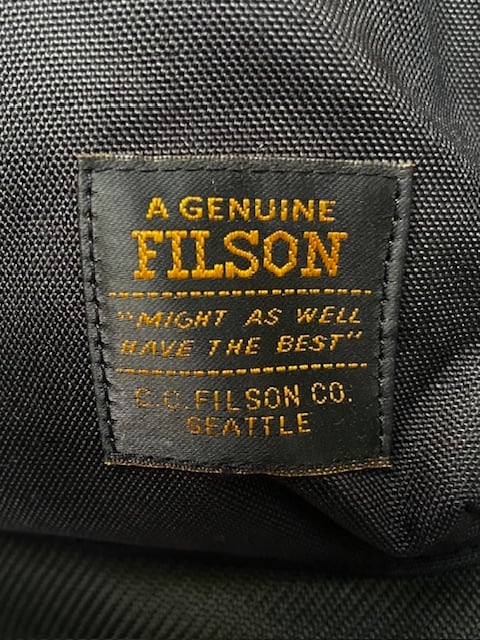 A GENUINE
FILSON
"MIGHT AS WELL
HAVE THE BEST"
C.C. FILSON CO.
SEATTLE